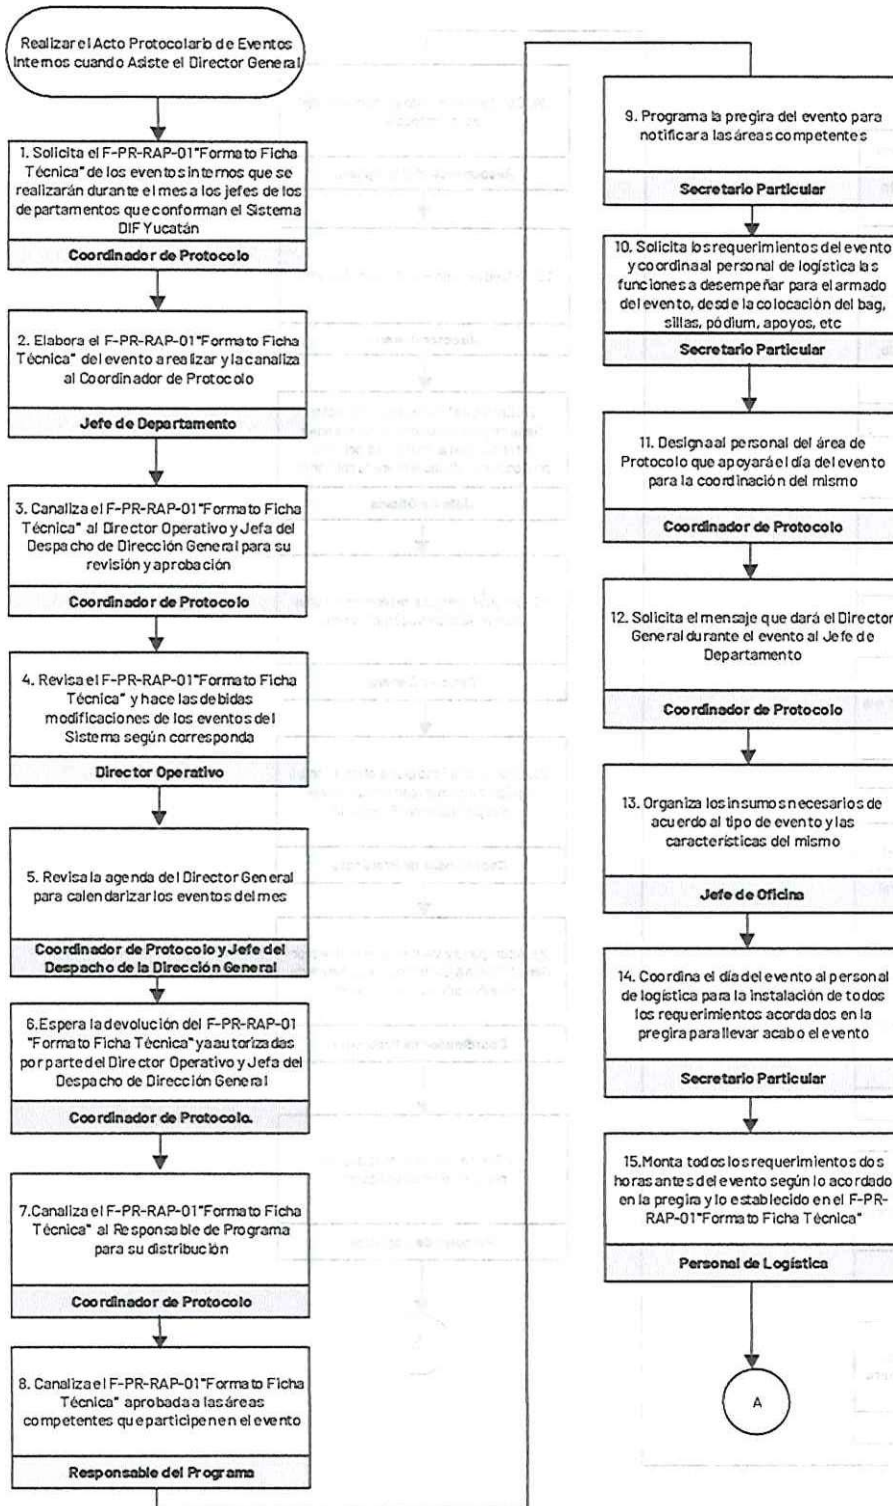 Realizar el Acto Protocolario de Eventos
Internos cuando Asiste el Director General
1. Solicita el F-PR-RAP-01"Formato Ficha
Técnica" de los eventos internos que se
realizarán durante el mes a los jefes de los
departamentos que conforman el Sistema
DIF Yucatán
Coordinador de Protocolo
2. Elabora el F-PR-RAP-01"Formato Ficha
Técnica" del evento a realizar y la canaliza
al Coordinador de Protocolo
Jefe de Departamento
3. Canaliza el F-PR-RAP-01"Formato Ficha
Técnica" al Director Operativo y Jefa del
Despacho de Dirección General para su
revisión y aprobación
Coordinador de Protocolo
4. Revisa el F-PR-RAP-01"Formato Ficha
Técnica" y hace las debidas
modificaciones de los eventos del
Sistema según corresponda
Director Operativo
5. Revisa la agenda del Director General
para calendarizar los eventos del mes
Coordinador de Protocolo y Jefe del
Despacho de la Dirección General
6.Espera la devolución del F-PR-RAP-01
"Formato Ficha Técnica" ya autorizadas
por parte del Director Operativo y Jefa del
Despacho de Dirección General
Coordinador de Protocolo.
7.Canaliza el F-PR-RAP-01"Formato Ficha
Técnica" al Responsable de Programa
para su distribución
Coordinador de Protocolo
8. Canaliza el F-PR-RAP-01"Formato Ficha
Técnica" aprobada a las áreas
competentes que participen en el evento
Responsable del Programa
9. Programa la pregira del evento para
notificar a las áreas competentes
Secretario Particular
10. Solicita los requerimientos del evento
y coordina al personal de logística las
funciones a desempeñar para el armado
del evento, desde la colocación del bag,
sillas, pódium, apoyos, etc
Secretario Particular
11. Designa al personal del área de
Protocolo que apoyará el día del evento
para la coordinación del mismo
Coordinador de Protocolo
12. Solicita el mensaje que dará el Director
General durante el evento al Jefe de
Departamento
Coordinador de Protocolo
13. Organiza los insumos necesarios de
acuerdo al tipo de evento y las
características del mismo
Jefe de Oficina
14. Coordina el día del evento al personal
de logística para la instalación de todos
los requerimientos acordados en la
pregira para llevar acabo el evento
Secretario Particular
15.Monta todos los requerimientos dos
horas antes del evento según lo acordado
en la pregira y lo establecido en el F-PR-
RAP-01"Formato Ficha Técnica"
Personal de Logística
A